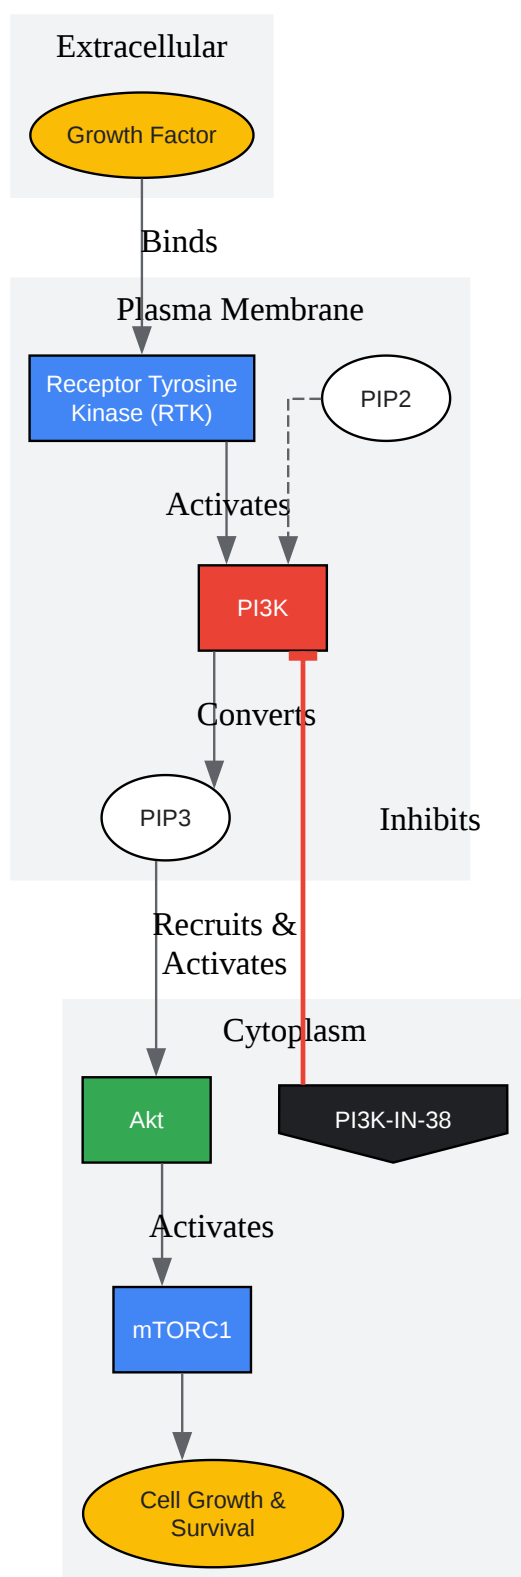 Extracellular
Growth Factor
Binds
Plasma Membrane
Receptor Tyrosine
Kinase (RTK)
PIP2
Activates
PI3K
Converts
PIP3
Inhibits
Recruits &
Activates
Cytoplasm
Akt
PI3K-IN-38
Activates
mTORC1
Cell Growth &
Survival